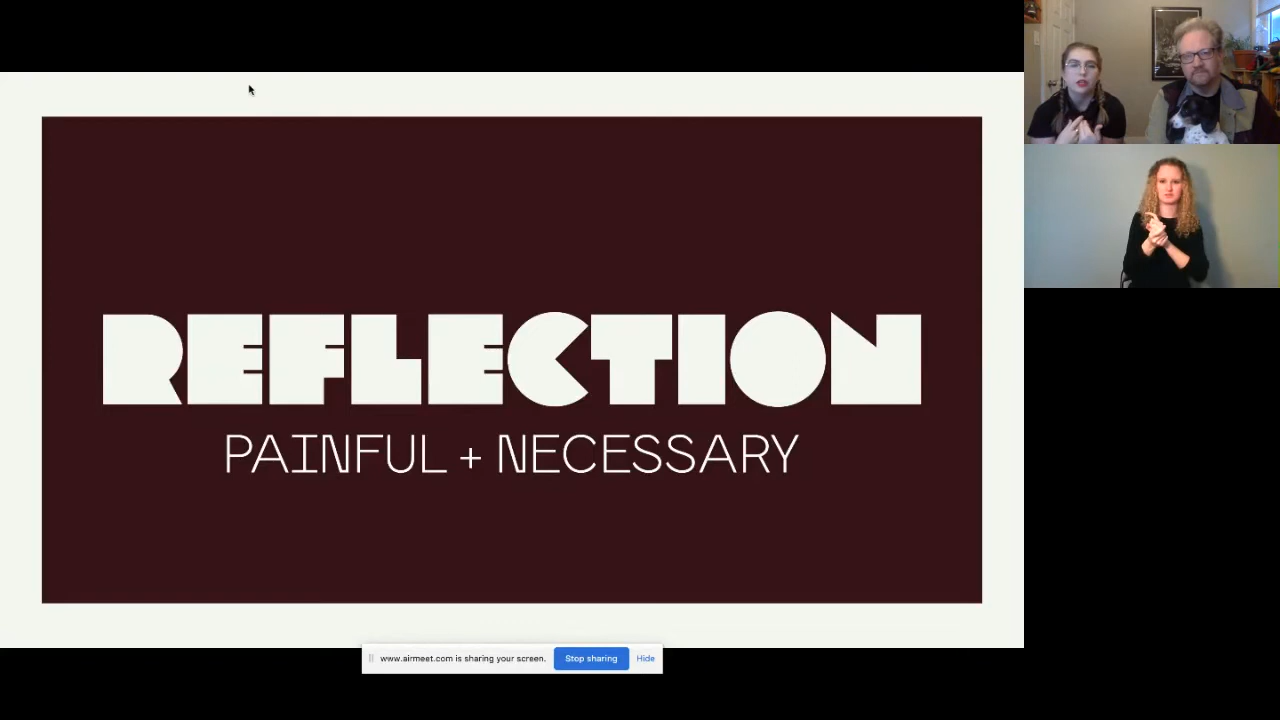 REFLECTION
PAINFUL + NECESSARY
www.airmeet.com is sharing your screen. Stop sharing Hide